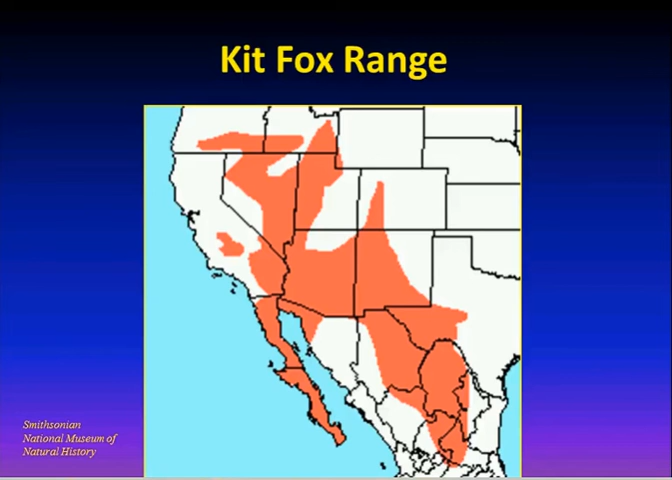 Kit Fox Range
Smithsonian
National Museum of
Natural History